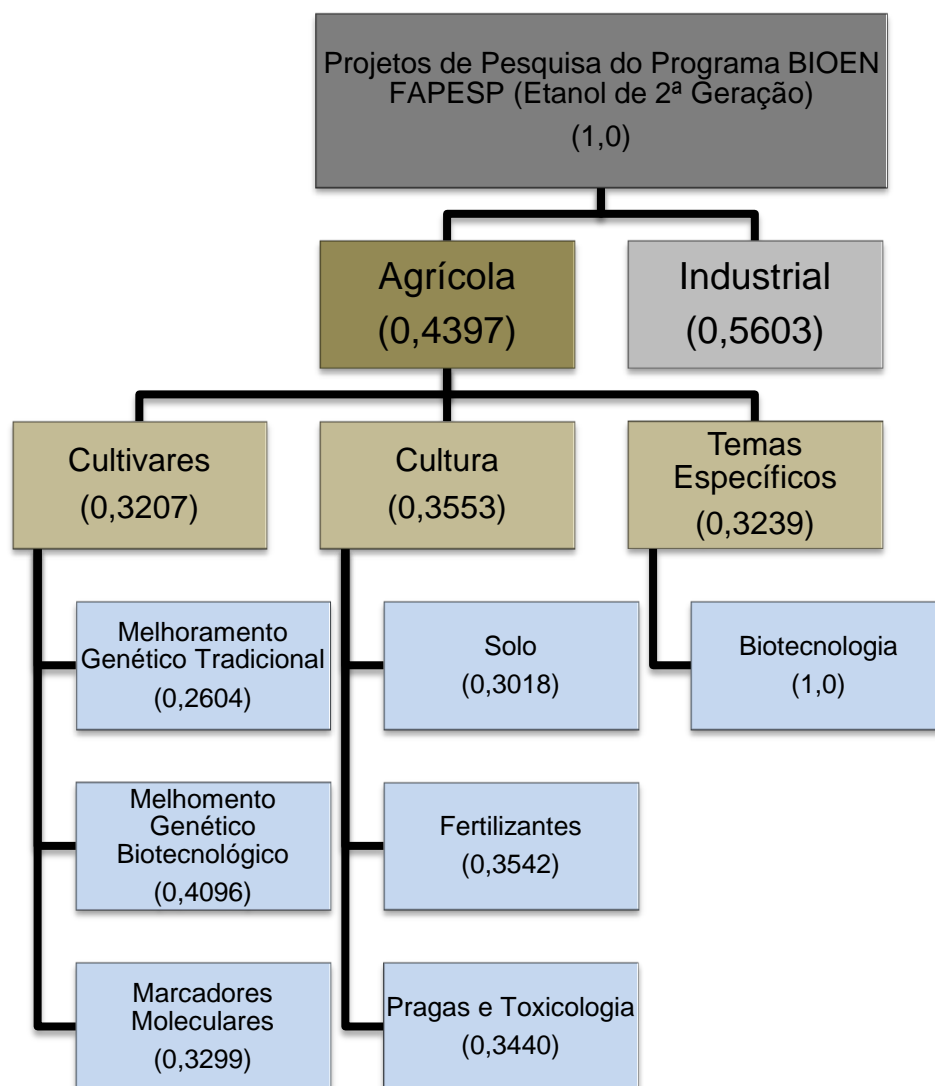 Projetos de Pesquisa do Programa BIOEN
FAPESP (Etanol de 2ª Geração)
(1,0)
Agrícola
(0,4397)
Industrial
(0,5603)
Cultivares
(0,3207)
Cultura
(0,3553)
Temas
Específicos
(0,3239)
Melhoramento
Genético Tradicional
(0,2604)
Solo
(0,3018)
Biotecnologia
(1,0)
Melhomento
Genético
Biotecnológico
(0,4096)
Fertilizantes
(0,3542)
Marcadores
Moleculares
(0,3299)
Pragas e Toxicologia
(0,3440)